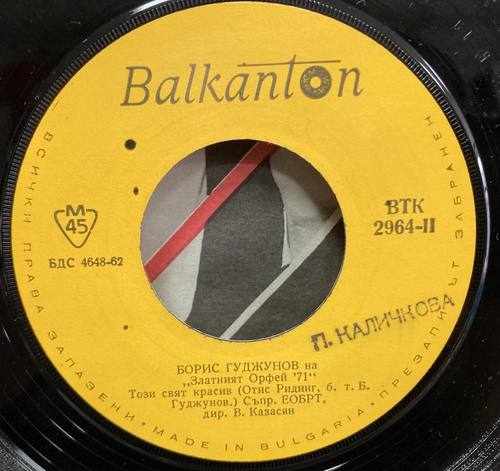 Balkanton
ВСИЧКИ ПРАВА ЗАПАЗЕНИ • MADE IN BULGARIA • ПРЕЗАПИСЪТ ЗАБРАНЕН
M
45
БДС 4648-62
ВТК
2964-II
П. КАЛИЧКОВА
БОРИС ГУДЖУНОВ на
„Златният Орфей '71"
Този свят красив (Отис Ридинг, б. т. Б.
Гуджунов.) Съпр. ЕОБРТ,
дир. В. Казасян